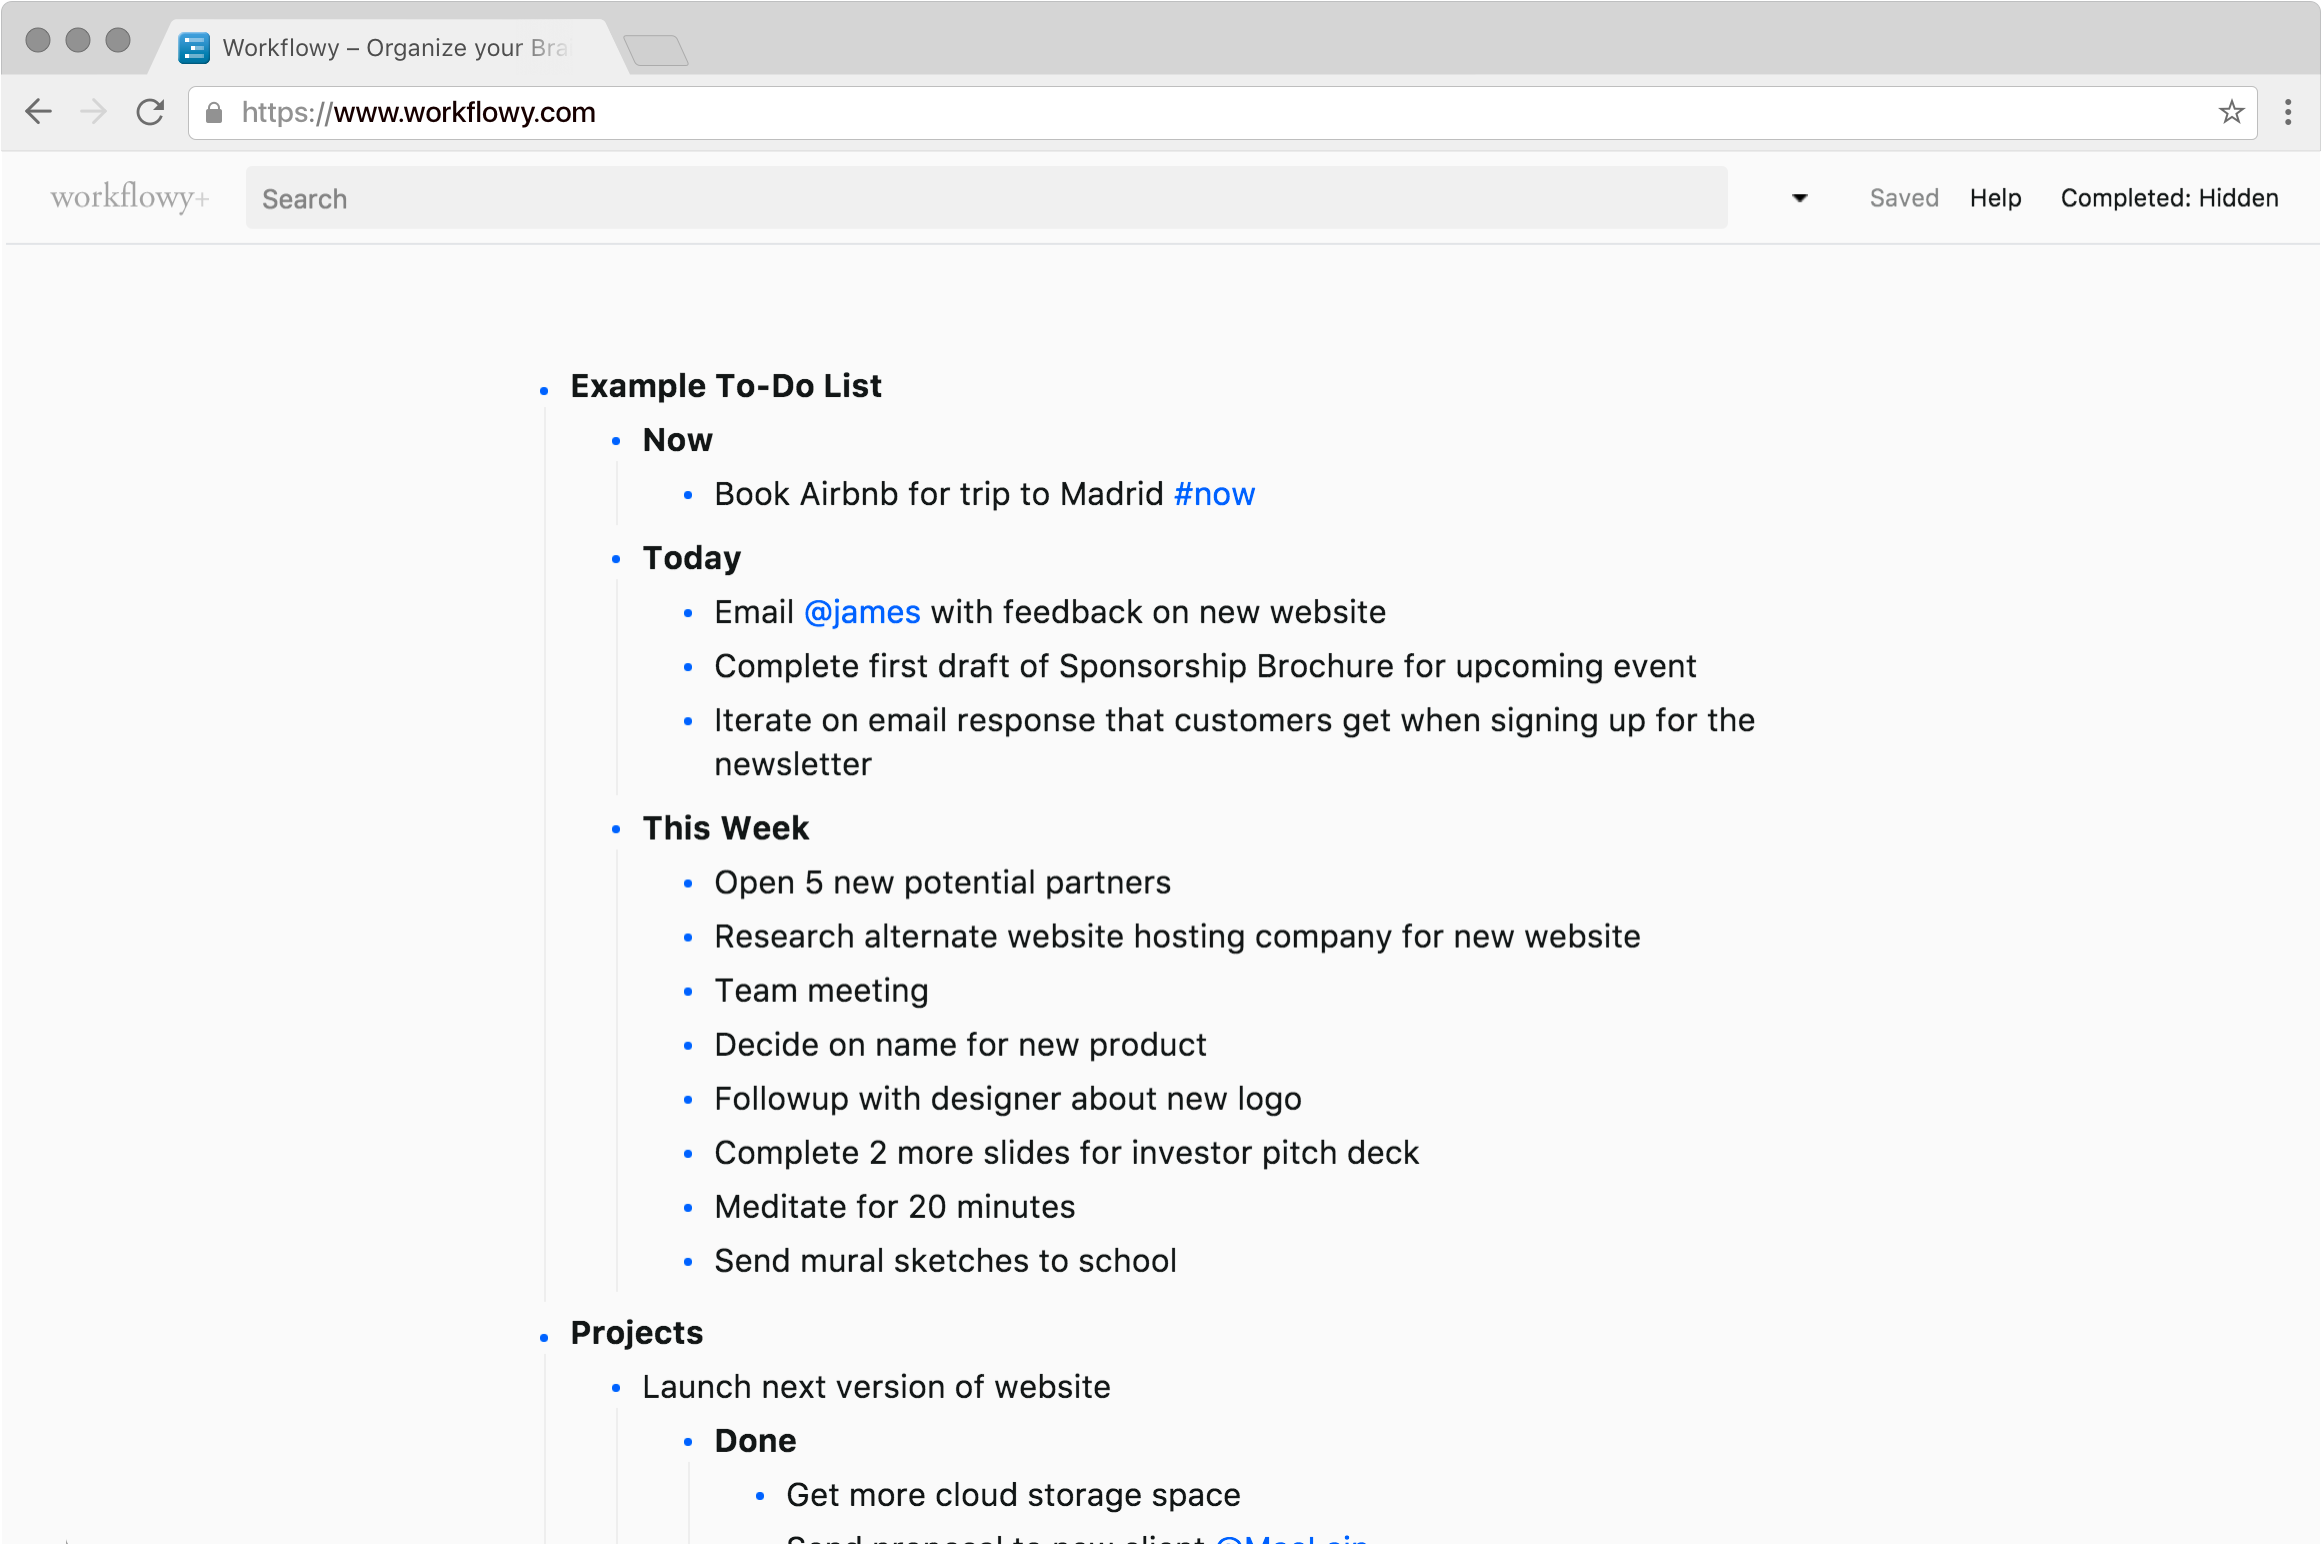 Workflowy – Organize your Bra
https://www.workflowy.com
workflowy+
Search
Saved
Help
Completed: Hidden
Example To-Do List
Now
Book Airbnb for trip to Madrid #now
Today
Email @james with feedback on new website
Complete first draft of Sponsorship Brochure for upcoming event
Iterate on email response that customers get when signing up for the
newsletter
This Week
Open 5 new potential partners
Research alternate website hosting company for new website
Team meeting
Decide on name for new product
Followup with designer about new logo
Complete 2 more slides for investor pitch deck
Meditate for 20 minutes
Send mural sketches to school
Projects
Launch next version of website
Done
Get more cloud storage space
Send proposal to new client